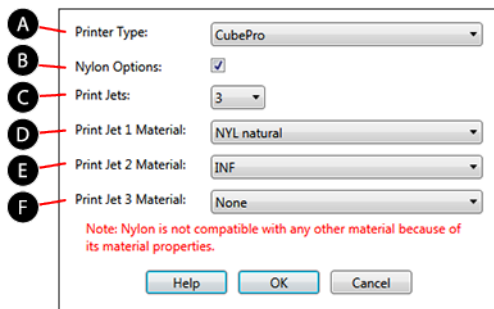 A Printer Type: CubePro
B Nylon Options:
C Print Jets: 3
D Print Jet 1 Material: NYL natural
E Print Jet 2 Material: INF
F Print Jet 3 Material: None
Note: Nylon is not compatible with any other material because of
its material properties.
Help OK Cancel